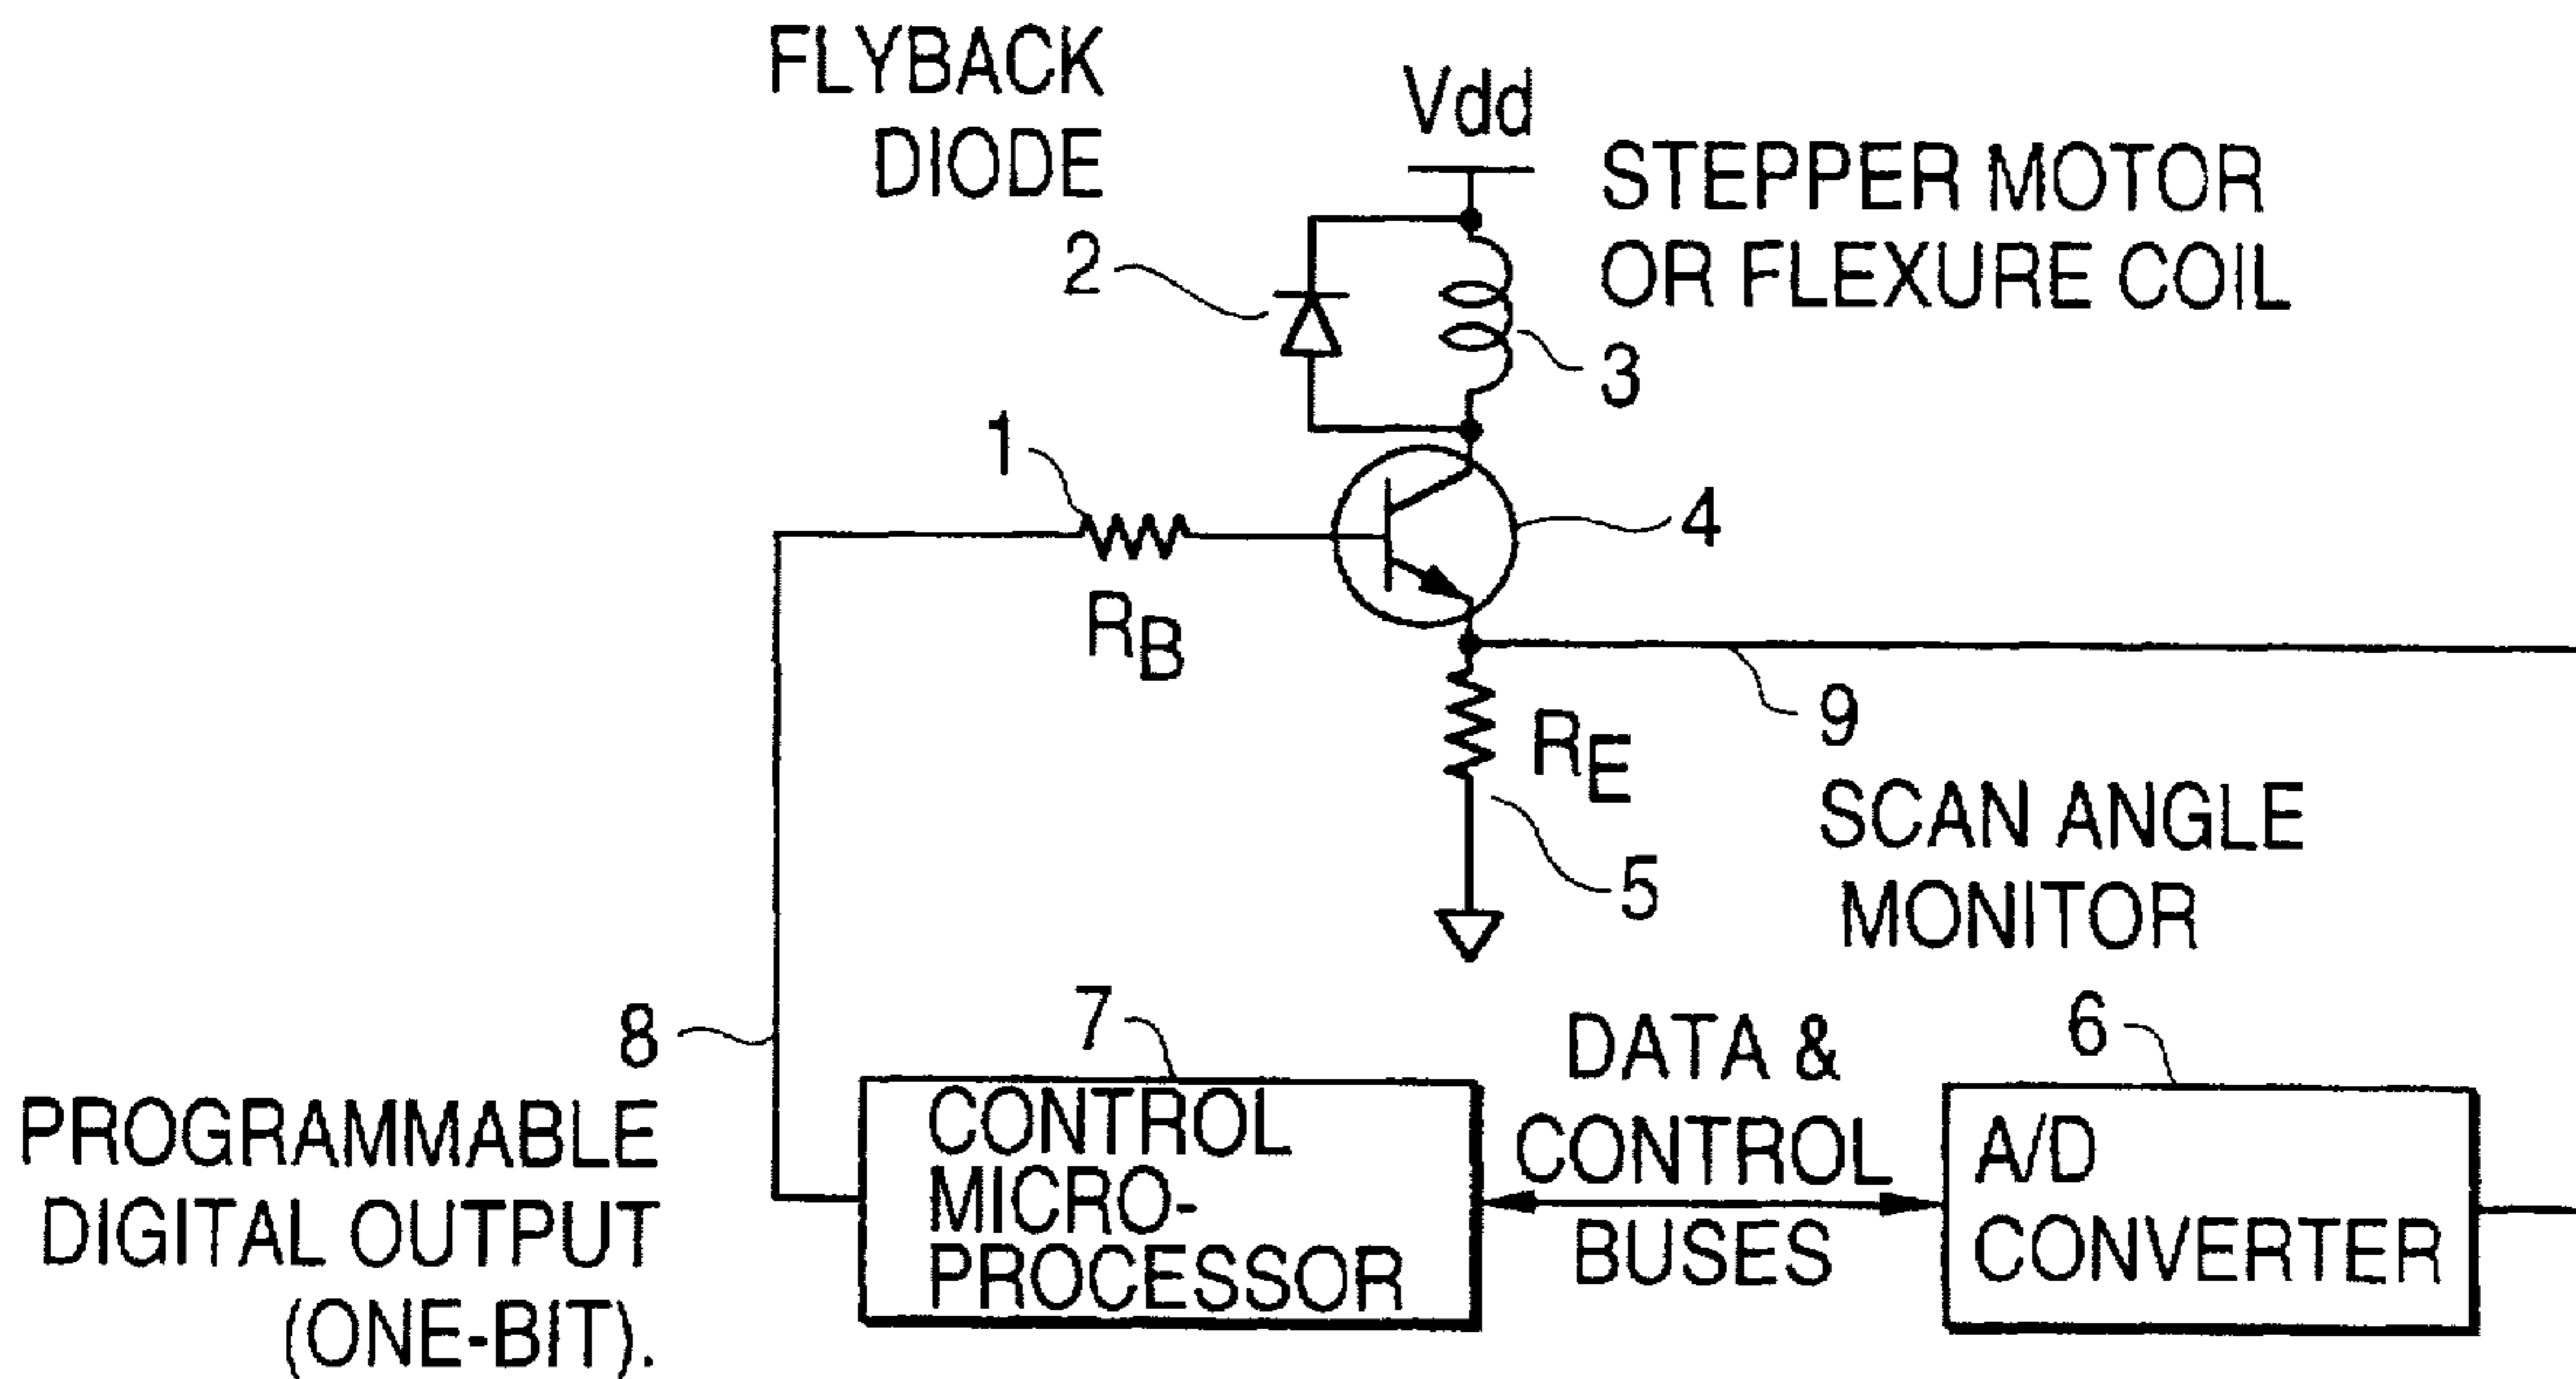 FLYBACK
DIODE
2
Vdd
STEPPER MOTOR
OR FLEXURE COIL
3
1
RB
4
RE
5
9
SCAN ANGLE
MONITOR
8
PROGRAMMABLE
DIGITAL OUTPUT
(ONE-BIT).
7
CONTROL
MICRO-
PROCESSOR
DATA &
CONTROL
BUSES
6
A/D
CONVERTER